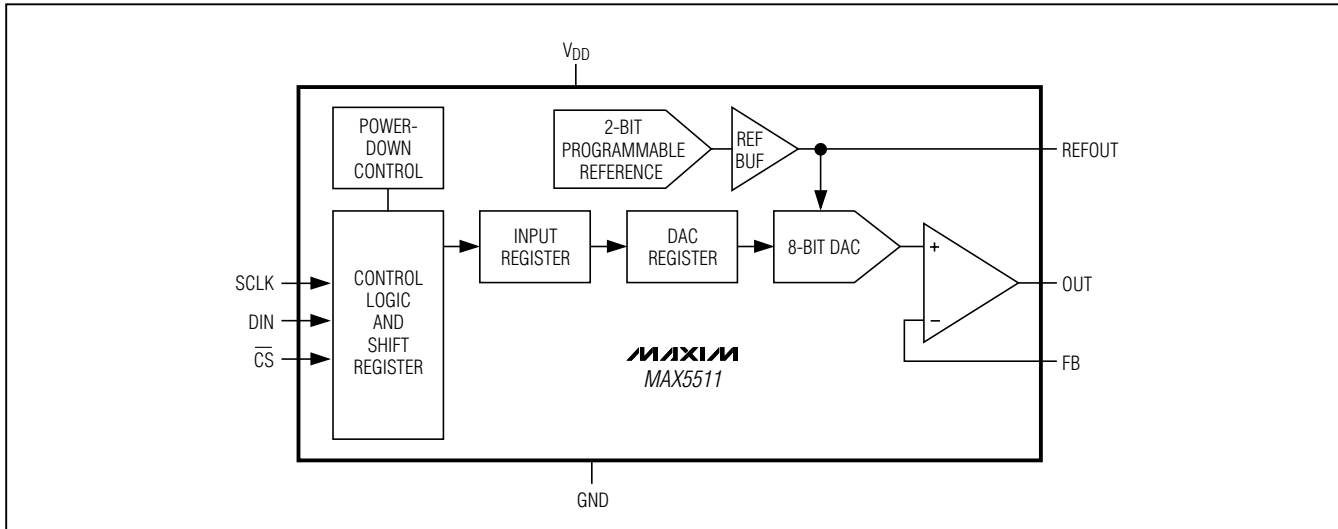 VDD
POWER-
DOWN
CONTROL
2-BIT
PROGRAMMABLE
REFERENCE
REF
BUF
REFOUT
CONTROL
LOGIC
AND
SHIFT
REGISTER
INPUT
REGISTER
DAC
REGISTER
8-BIT DAC
+
−
SCLK
DIN
C̅S̅
OUT
FB
MAXIM
MAX5511
GND